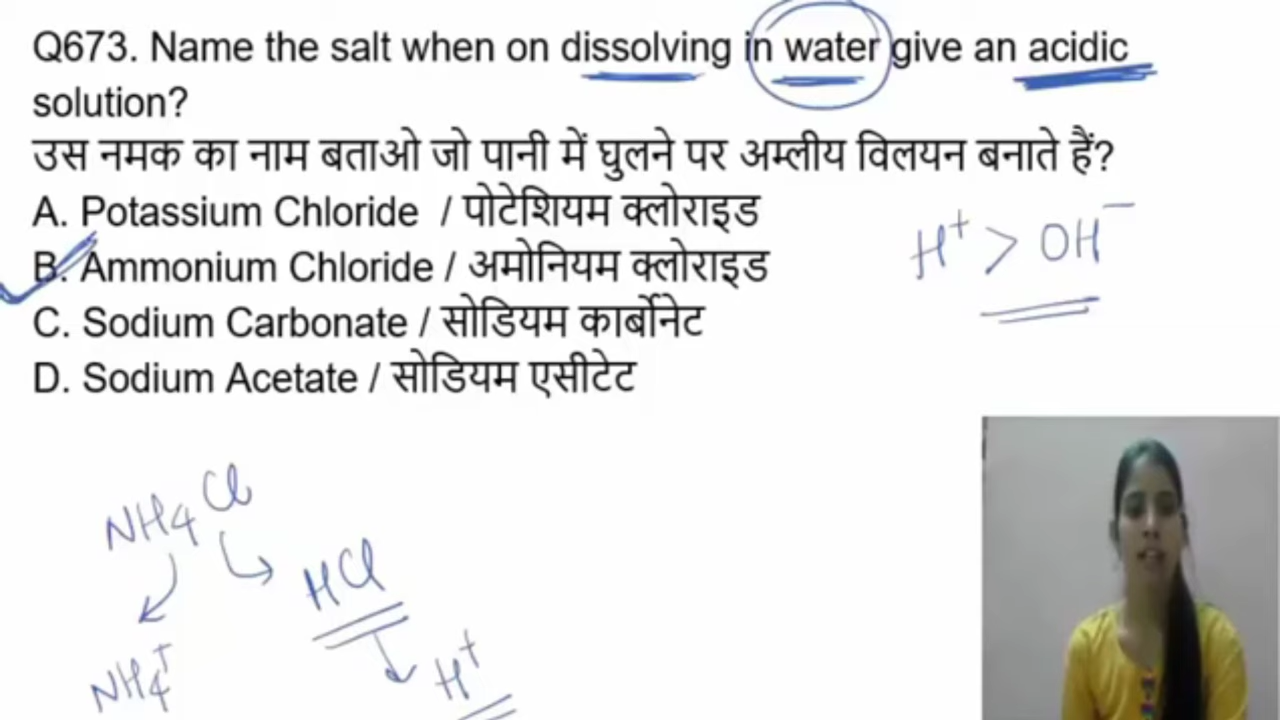 Q673. Name the salt when on dissolving in water give an acidic
solution?
उस नमक का नाम बताओ जो पानी में घुलने पर अम्लीय विलयन बनाते हैं?
A. Potassium Chloride / पोटेशियम क्लोराइड
B. Ammonium Chloride / अमोनियम क्लोराइड
C. Sodium Carbonate / सोडियम कार्बोनेट
D. Sodium Acetate / सोडियम एसीटेट
H⁺ > OH⁻
NH₄Cl
HCl
NH₄⁺
H⁺